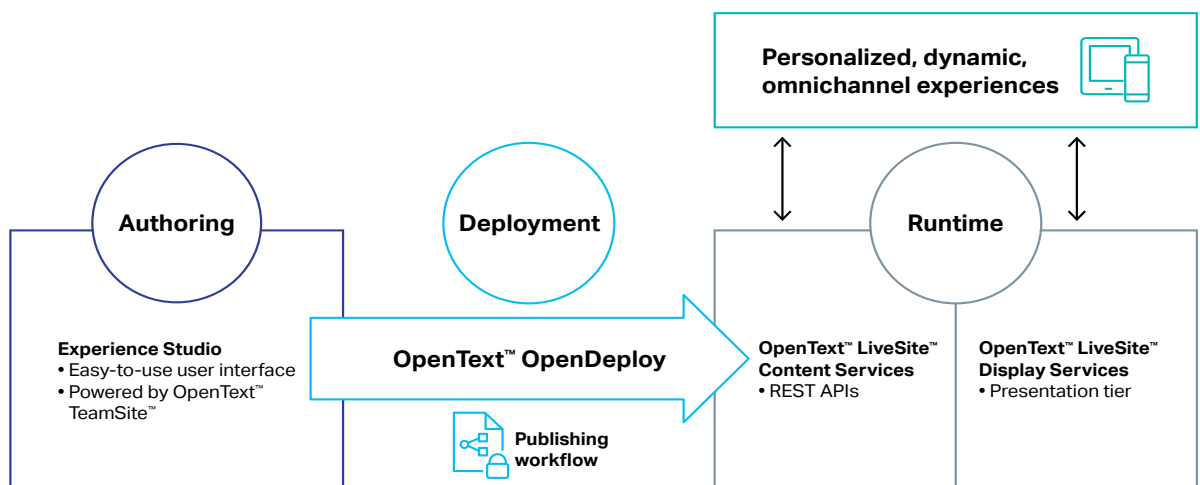 Personalized, dynamic,
omnichannel experiences
Authoring
Deployment
Runtime
Experience Studio
• Easy-to-use user interface
• Powered by OpenText™
TeamSite™
OpenText™ OpenDeploy
Publishing
workflow
OpenText™ LiveSite™
Content Services
• REST APIs
OpenText™ LiveSite™
Display Services
• Presentation tier